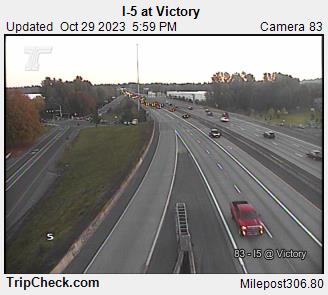 I-5 at Victory
Updated Oct 29 2023 5:59 PM Camera 83
S
83 - I5 @ Victory
TripCheck.com Milepost306.80